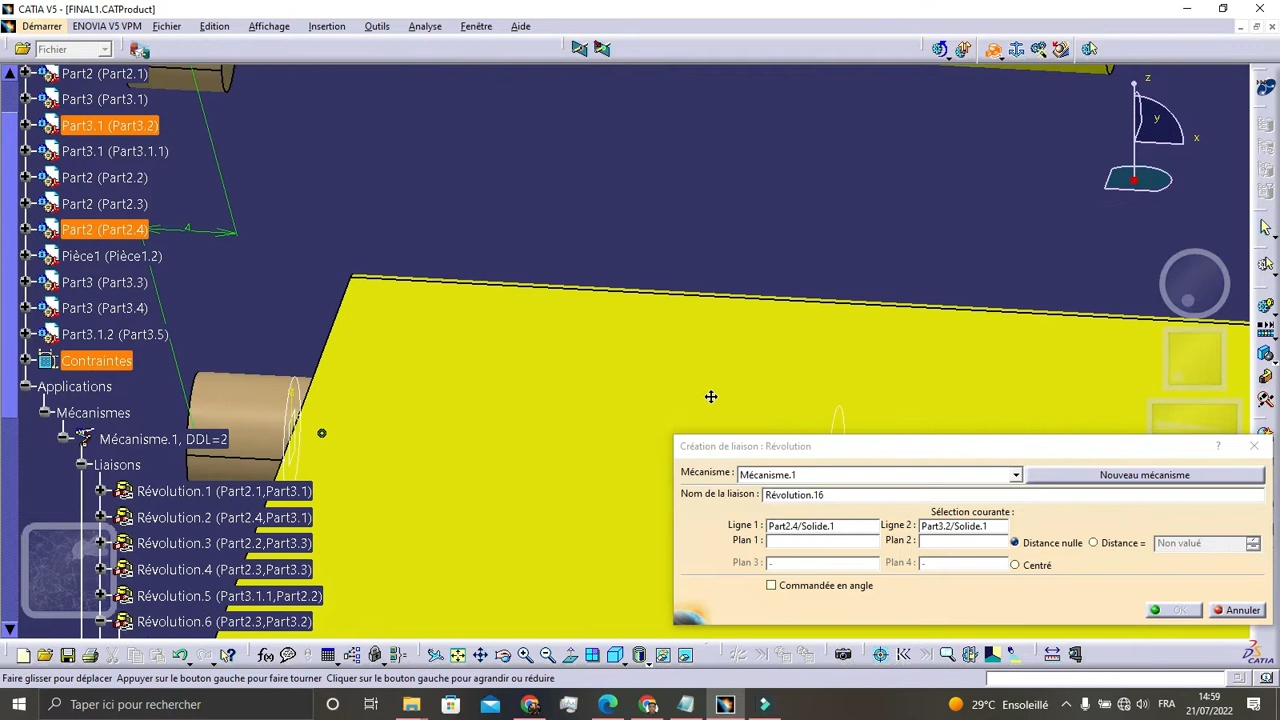 CATIA V5 - [FINAL1.CATProduct]
Démarrer ENOVIA V5 VPM Fichier Edition Affichage Insertion Outils Analyse Fenêtre Aide
Fichier
Part2 (Part2.1)
Part3 (Part3.1)
Part3.1 (Part3.2)
Part3.1 (Part3.1.1)
Part2 (Part2.2)
Part2 (Part2.3)
Part2 (Part2.4)
Pièce1 (Pièce1.2)
Part3 (Part3.3)
Part3 (Part3.4)
Part3.1.2 (Part3.5)
Contraintes
Applications
Mécanismes
Mécanisme.1, DDL=2
Liaisons
Révolution.1 (Part2.1,Part3.1)
Révolution.2 (Part2.4,Part3.1)
Révolution.3 (Part2.2,Part3.3)
Révolution.4 (Part2.3,Part3.3)
Révolution.5 (Part3.1.1,Part2.2)
Révolution.6 (Part2.3,Part3.2)
4
z
y
x
Création de liaison : Révolution
?
Mécanisme : Mécanisme.1 Nouveau mécanisme
Nom de la liaison : Révolution.16
Sélection courante :
Ligne 1 : Part2.4/Solide.1 Ligne 2 : Part3.2/Solide.1
Plan 1 : Plan 2 : Distance nulle Distance = Non valué
Plan 3 : - Plan 4 : - Centré
Commandée en angle
OK Annuler
f(x)
CATIA
Faire glisser pour déplacer Appuyer sur le bouton gauche pour faire tourner Cliquer sur le bouton gauche pour agrandir ou réduire
Taper ici pour rechercher
29°C Ensoleillé
FRA
14:59
21/07/2022